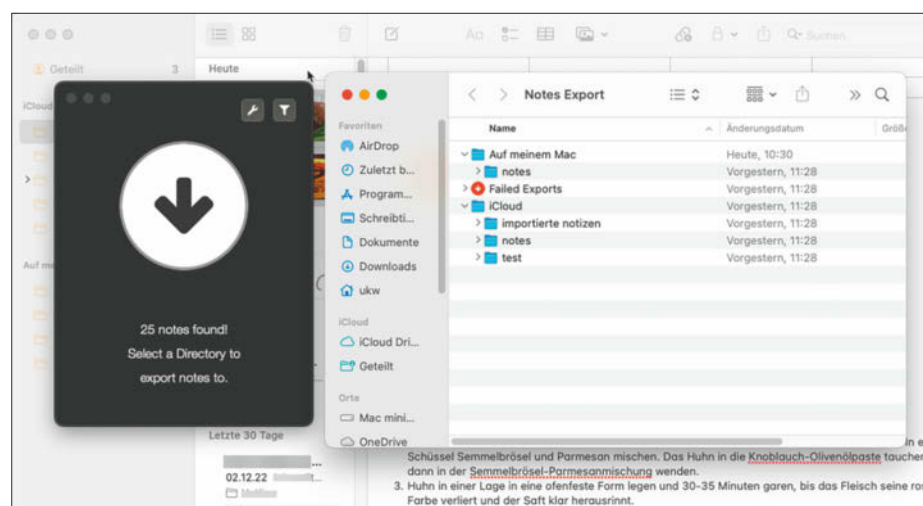 Suchen
Geteilt 3
Heute
iCloud
Auf me
25 notes found!
Select a Directory to
export notes to.
Letzte 30 Tage
02.12.22
Notes Export
Favoriten
AirDrop
Zuletzt b...
Program...
Schreibti...
Dokumente
Downloads
ukw
iCloud
iCloud Dri...
Geteilt
Orte
Mac mini...
OneDrive
Name Änderungsdatum Größe
Auf meinem Mac Heute, 10:30
notes Vorgestern, 11:28
Failed Exports Vorgestern, 11:28
iCloud Vorgestern, 11:28
importierte notizen Vorgestern, 11:28
notes Vorgestern, 11:28
test Vorgestern, 11:28
Schüssel Semmelbrösel und Parmesan mischen. Das Huhn in die Knoblauch-Olivenölpaste tauchen
dann in der Semmelbrösel-Parmesanmischung wenden.
3. Huhn in einer Lage in eine ofenfeste Form legen und 30-35 Minuten garen, bis das Fleisch seine
Farbe verliert und der Saft klar herausrinnt.